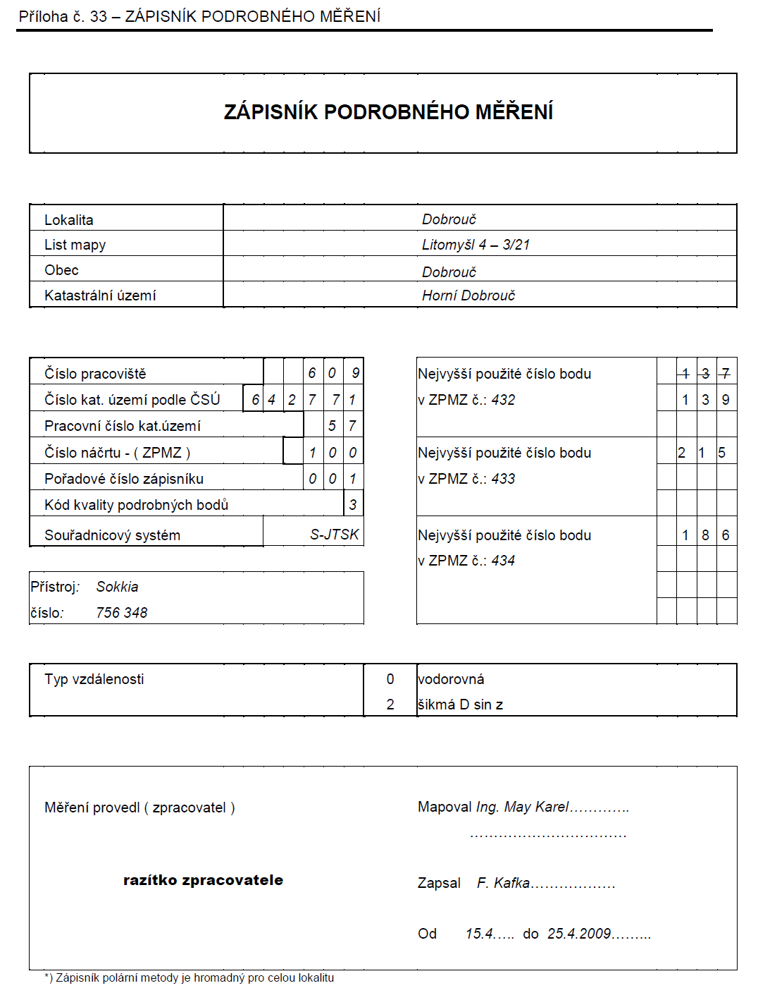 Příloha č. 33 – ZÁPISNÍK PODROBNÉHO MĚŘENÍ
ZÁPISNÍK PODROBNÉHO MĚŘENÍ
Lokalita Dobrouč
List mapy Litomyšl 4 – 3/21
Obec Dobrouč
Katastrální území Horní Dobrouč
Číslo pracoviště 6 0 9
Číslo kat. území podle ČSÚ 6 4 2 7 7 1
Pracovní číslo kat.území 5 7
Číslo náčrtu - ( ZPMZ ) 1 0 0
Pořadové číslo zápisníku 0 0 1
Kód kvality podrobných bodů 3
Souřadnicový systém S-JTSK
Přístroj: Sokkia
číslo: 756 348
Nejvyšší použité číslo bodu 1 3 7
v ZPMZ č.: 432 1 3 9
Nejvyšší použité číslo bodu 2 1 5
v ZPMZ č.: 433
Nejvyšší použité číslo bodu 1 8 6
v ZPMZ č.: 434
Typ vzdálenosti 0 vodorovná
2 šikmá D sin z
Měření provedl ( zpracovatel )
razítko zpracovatele
Mapoval Ing. May Karel………….
……………………………
Zapsal F. Kafka………………
Od 15.4..… do 25.4.2009……...
*) Zápisník polární metody je hromadný pro celou lokalitu